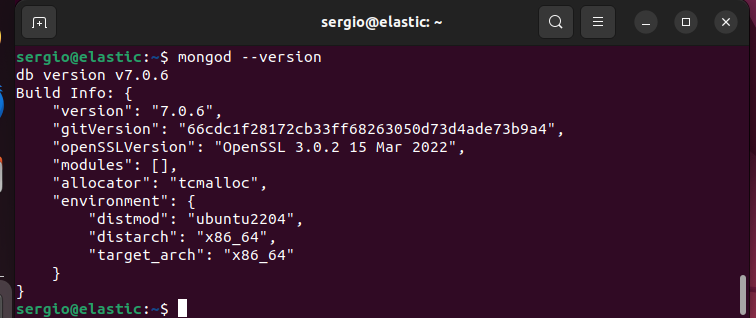 sergio@elastic: ~
sergio@elastic:~$ mongod --version
db version v7.0.6
Build Info: {
    "version": "7.0.6",
    "gitVersion": "66cdc1f28172cb33ff68263050d73d4ade73b9a4",
    "openSSLVersion": "OpenSSL 3.0.2 15 Mar 2022",
    "modules": [],
    "allocator": "tcmalloc",
    "environment": {
        "distmod": "ubuntu2204",
        "distarch": "x86_64",
        "target_arch": "x86_64"
    }
}
sergio@elastic:~$